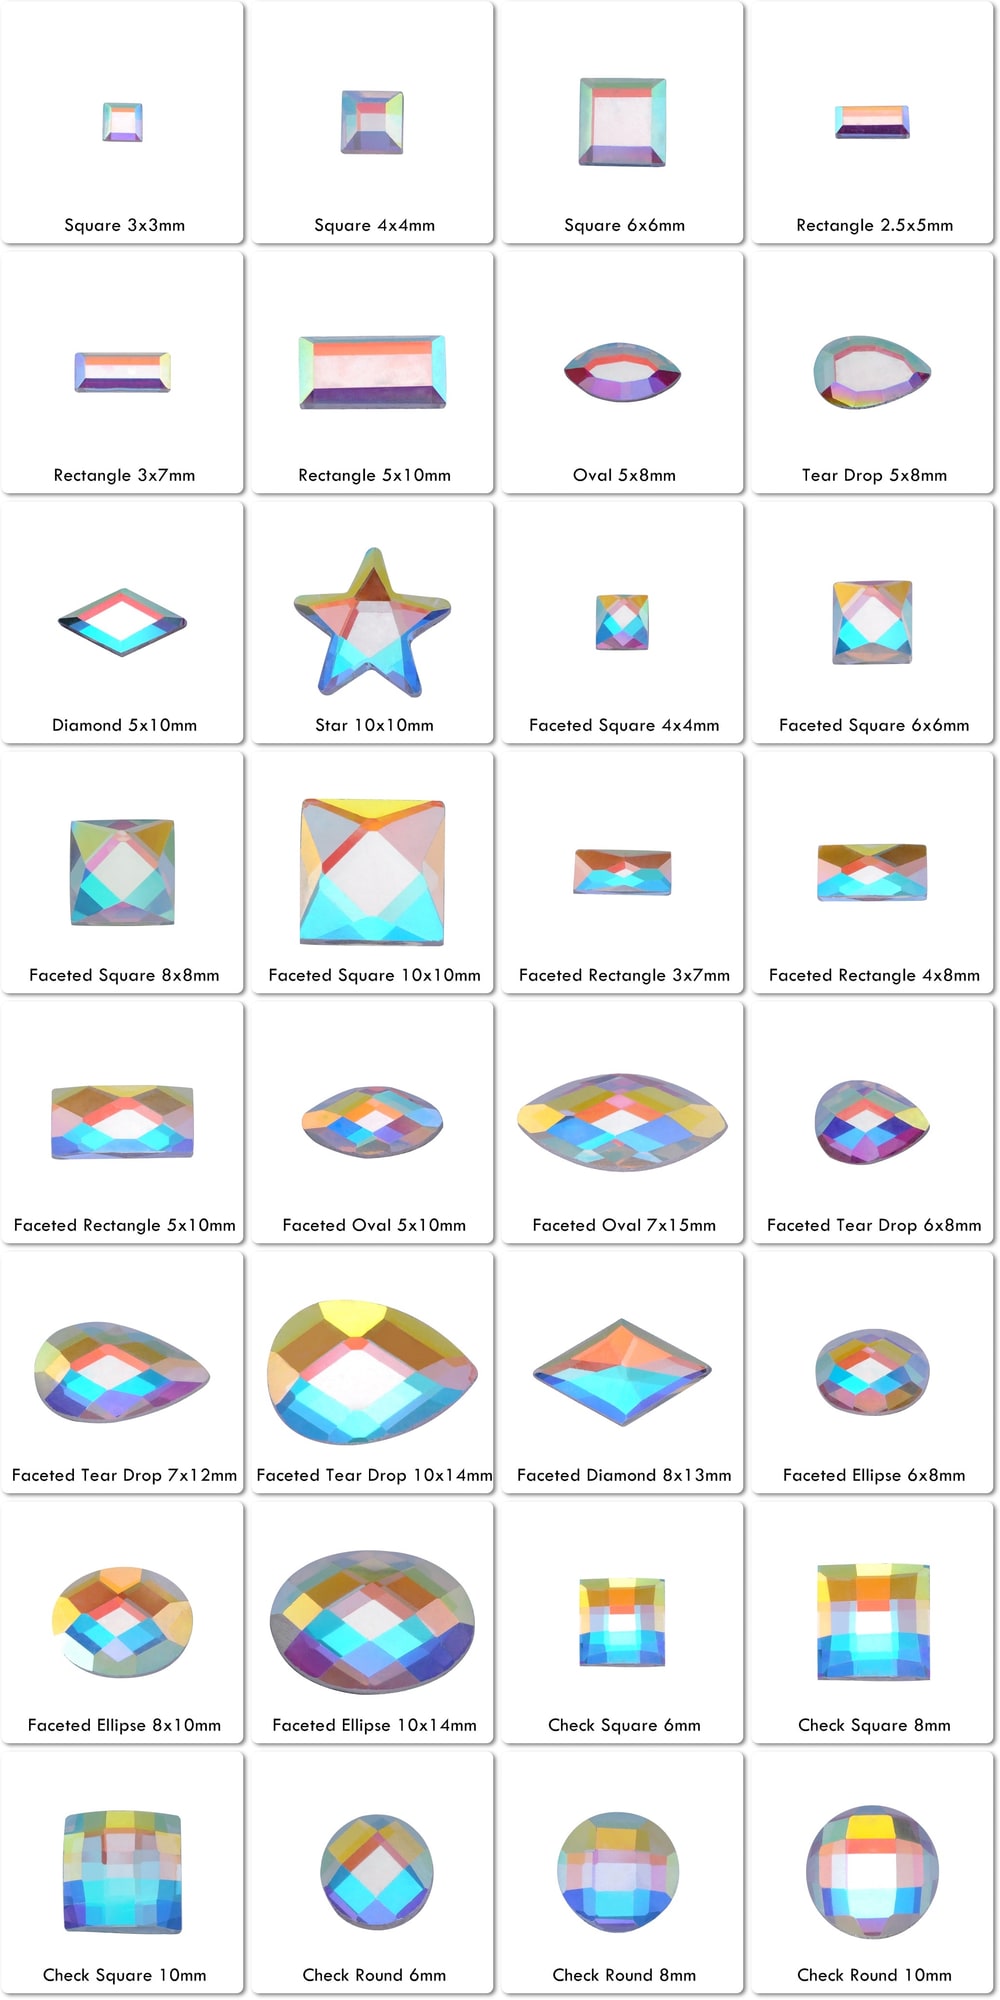 Square 3x3mm
Square 4x4mm
Square 6x6mm
Rectangle 2.5x5mm
Rectangle 3x7mm
Rectangle 5x10mm
Oval 5x8mm
Tear Drop 5x8mm
Diamond 5x10mm
Star 10x10mm
Faceted Square 4x4mm
Faceted Square 6x6mm
Faceted Square 8x8mm
Faceted Square 10x10mm
Faceted Rectangle 3x7mm
Faceted Rectangle 4x8mm
Faceted Rectangle 5x10mm
Faceted Oval 5x10mm
Faceted Oval 7x15mm
Faceted Tear Drop 6x8mm
Faceted Tear Drop 7x12mm
Faceted Tear Drop 10x14mm
Faceted Diamond 8x13mm
Faceted Ellipse 6x8mm
Faceted Ellipse 8x10mm
Faceted Ellipse 10x14mm
Check Square 6mm
Check Square 8mm
Check Square 10mm
Check Round 6mm
Check Round 8mm
Check Round 10mm